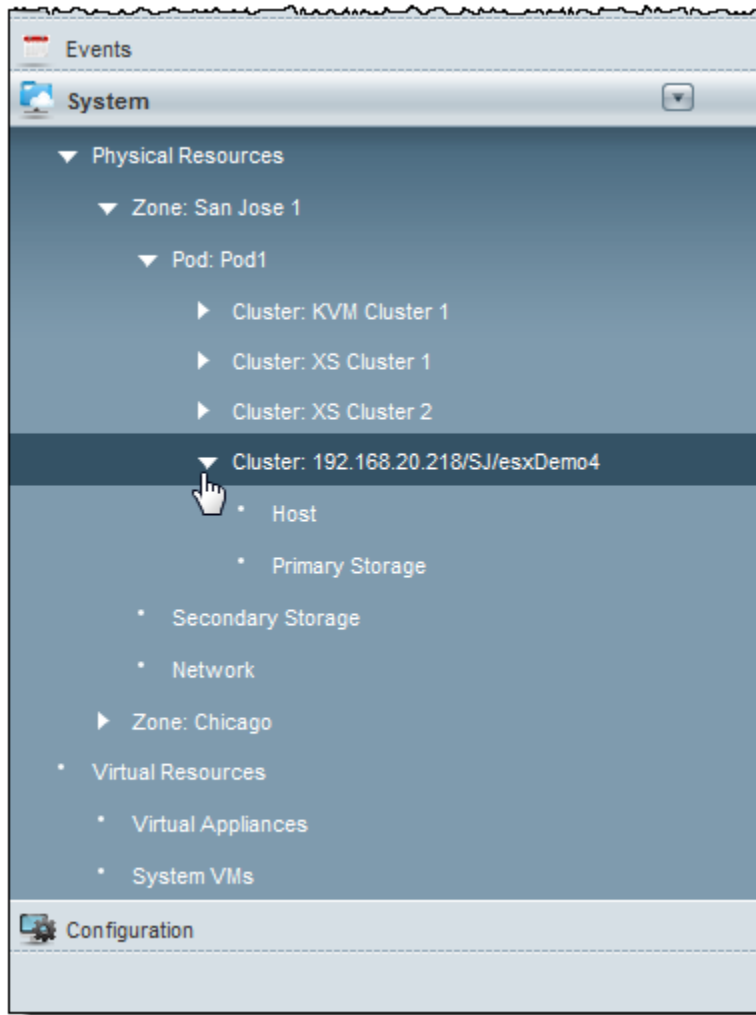 Events
System
Physical Resources
Zone: San Jose 1
Pod: Pod1
Cluster: KVM Cluster 1
Cluster: XS Cluster 1
Cluster: XS Cluster 2
Cluster: 192.168.20.218/SJ/esxDemo4
Host
Primary Storage
Secondary Storage
Network
Zone: Chicago
Virtual Resources
Virtual Appliances
System VMs
Configuration